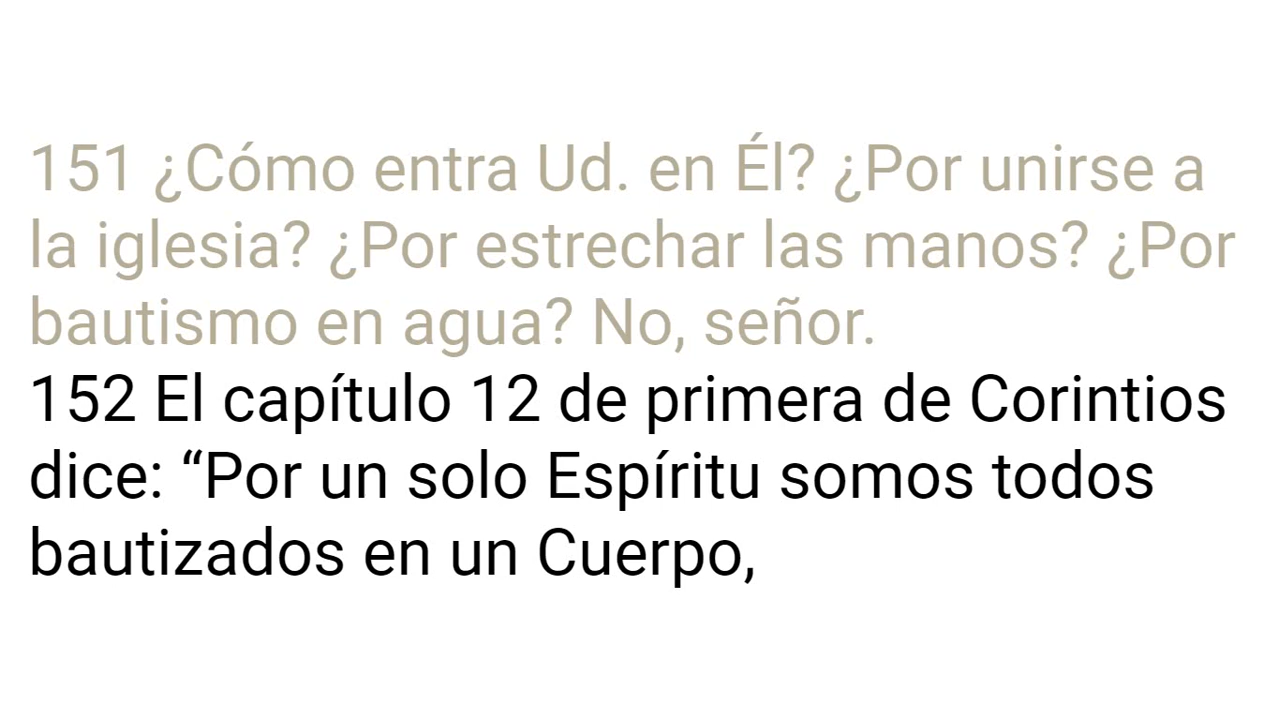 151 ¿Cómo entra Ud. en Él? ¿Por unirse a
la iglesia? ¿Por estrechar las manos? ¿Por
bautismo en agua? No, señor.
152 El capítulo 12 de primera de Corintios
dice: “Por un solo Espíritu somos todos
bautizados en un Cuerpo,